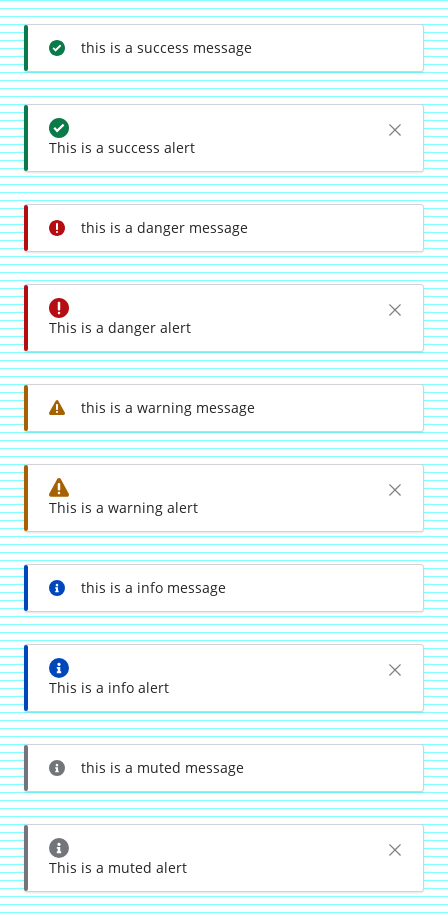 this is a success message
This is a success alert
this is a danger message
This is a danger alert
this is a warning message
This is a warning alert
this is a info message
This is a info alert
this is a muted message
This is a muted alert